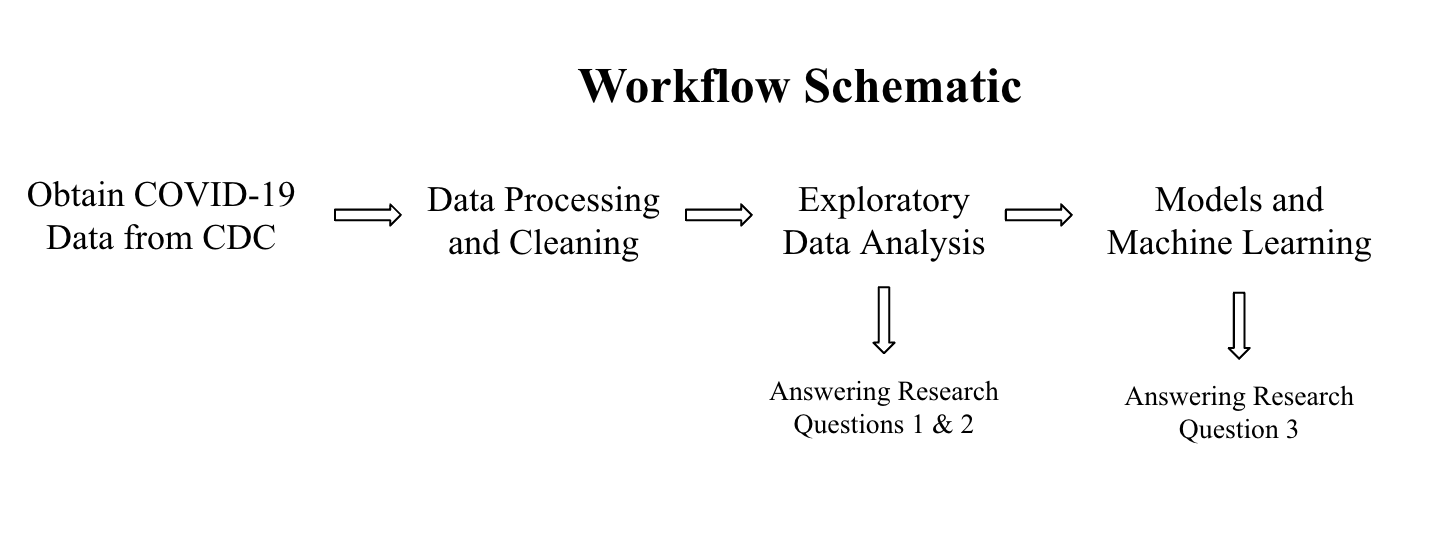 Workflow Schematic
Obtain COVID-19
Data from CDC
Data Processing
and Cleaning
Exploratory
Data Analysis
Models and
Machine Learning
Answering Research
Questions 1 & 2
Answering Research
Question 3